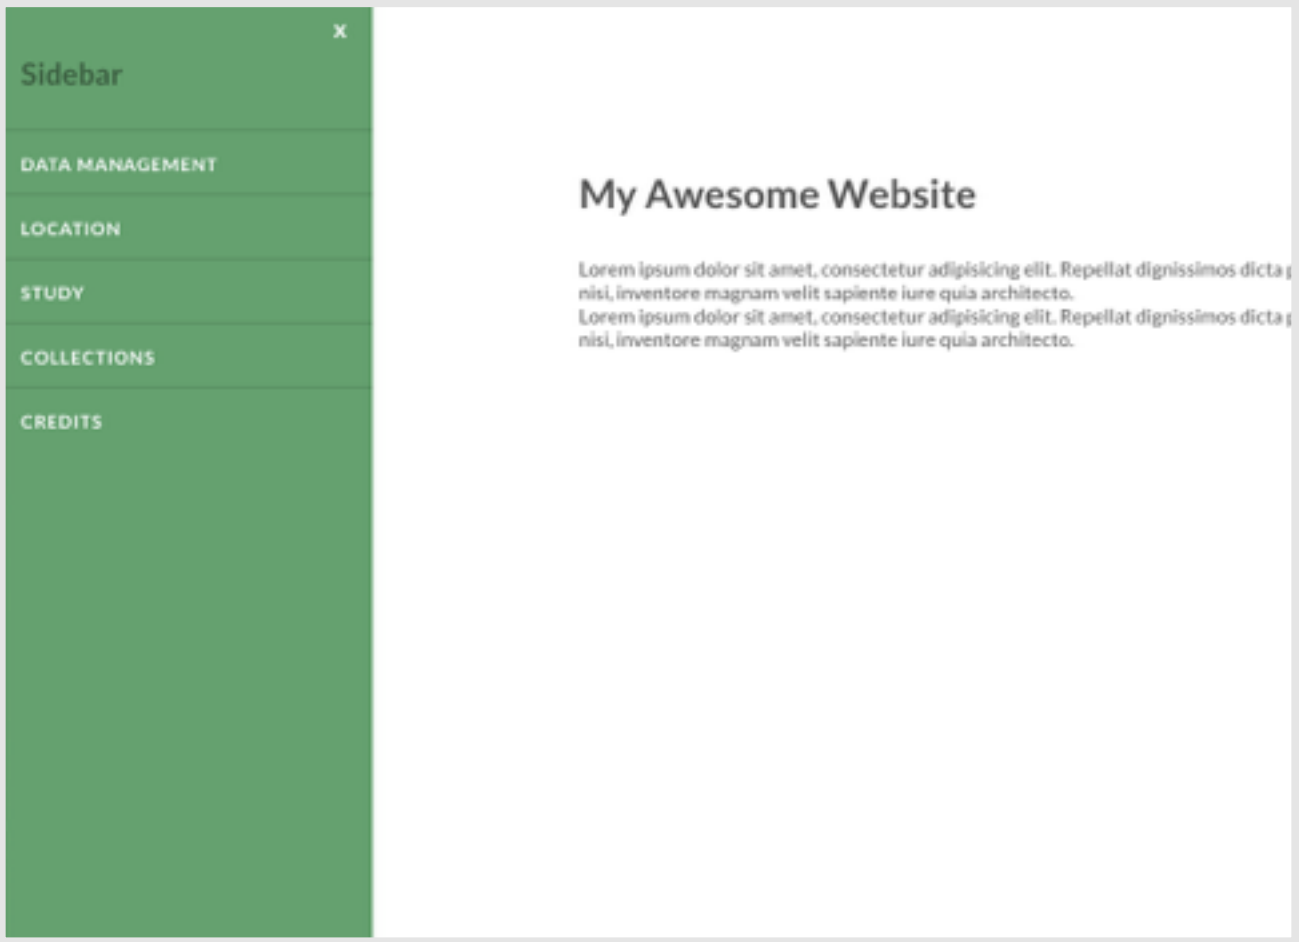 X
Sidebar
DATA MANAGEMENT
LOCATION
STUDY
COLLECTIONS
CREDITS
My Awesome Website
Lorem ipsum dolor sit amet, consectetur adipisicing elit. Repellat dignissimos dicta
nisi, inventore magnam velit sapiente iure quia architecto.
Lorem ipsum dolor sit amet, consectetur adipisicing elit. Repellat dignissimos dicta
nisi, inventore magnam velit sapiente iure quia architecto.